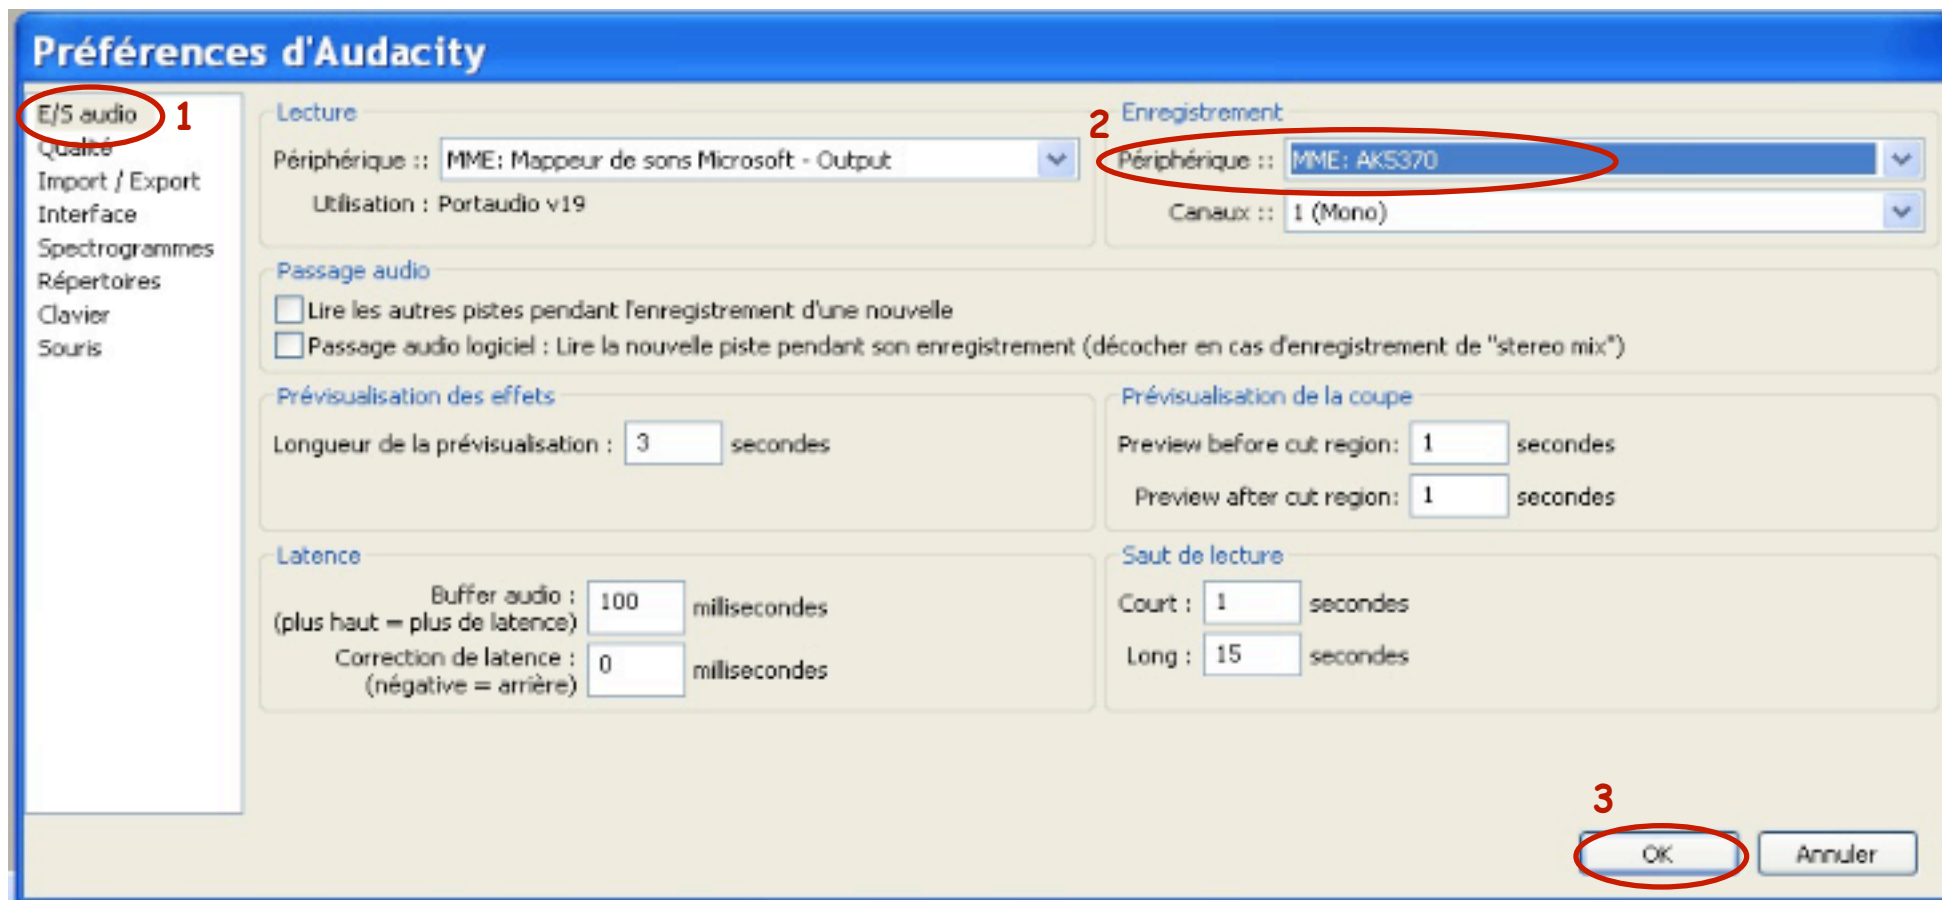 Préférences d'Audacity
E/S audio
1
Qualité
Import / Export
Interface
Spectrogrammes
Répertoires
Clavier
Souris
Lecture
Périphérique :: MME: Mappeur de sons Microsoft - Output
Utilisation : Portaudio v19
2
Enregistrement
Périphérique :: MME: AK5370
Canaux :: 1 (Mono)
Passage audio
Lire les autres pistes pendant l'enregistrement d'une nouvelle
Passage audio logiciel : Lire la nouvelle piste pendant son enregistrement (décocher en cas d'enregistrement de "stereo mix")
Prévisualisation des effets
Longueur de la prévisualisation : 3 secondes
Prévisualisation de la coupe
Preview before cut region: 1 secondes
Preview after cut region: 1 secondes
Latence
Buffer audio :
(plus haut = plus de latence)
100 millisecondes
Correction de latence :
(négative = arrière)
0 millisecondes
Saut de lecture
Court : 1 secondes
Long : 15 secondes
3
OK
Annuler